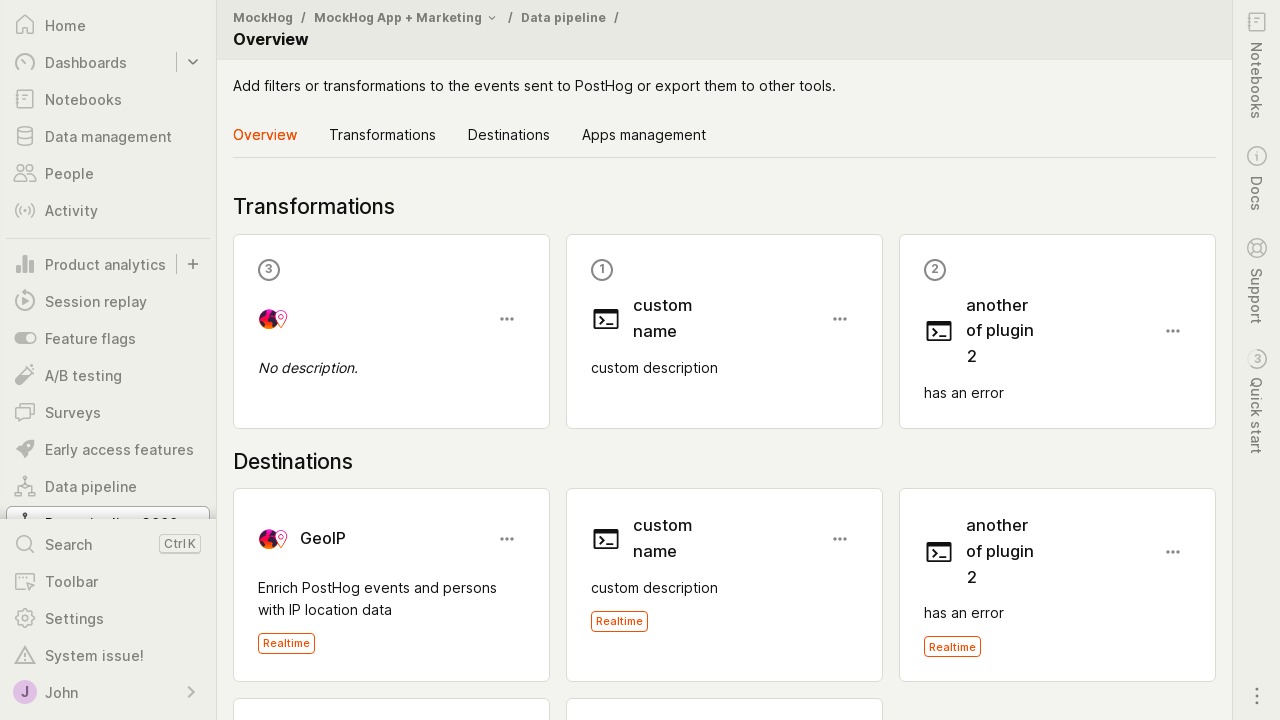 Home
Dashboards
Notebooks
Data management
People
Activity
Product analytics
Session replay
Feature flags
A/B testing
Surveys
Early access features
Data pipeline
Search Ctrl K
Toolbar
Settings
System issue!
J John
MockHog / MockHog App + Marketing / Data pipeline /
Overview
Add filters or transformations to the events sent to PostHog or export them to other tools.
Overview Transformations Destinations Apps management
Transformations
3
No description.
1
custom
name
custom description
2
another
of plugin
2
has an error
Destinations
GeoIP
Enrich PostHog events and persons
with IP location data
Realtime
custom
name
custom description
Realtime
another
of plugin
2
has an error
Realtime
Notebooks
Docs
Support
3
Quick start